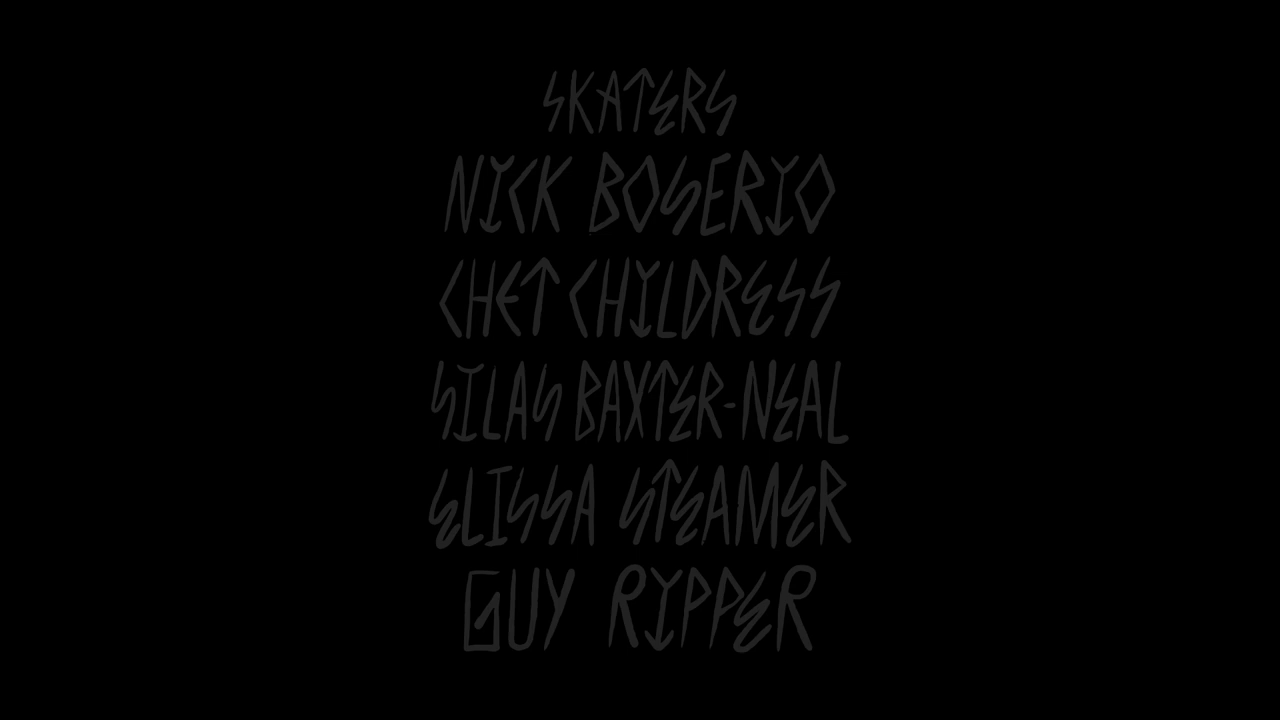 SKATERS
NICK BOSERIO
CHET CHILDRESS
SILAS BAXTER-NEAL
ELISSA STEAMER
GUY RIPPER